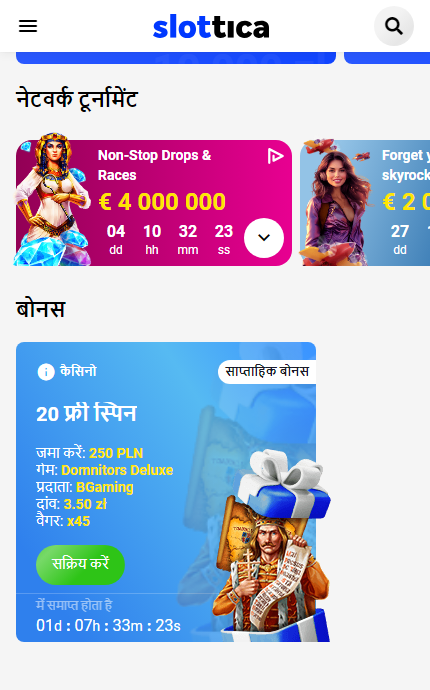 slottica
नेटवर्क टूर्नामेंट
Non-Stop Drops &
Races
€ 4 000 000
04 10 32 23
dd hh mm ss
Forget
skyrock
€ 2
27
dd
बोनस
कैसिनो
साप्ताहिक बोनस
20 फ्री स्पिन
जमा करें: 250 PLN
गेम: Domnitors Deluxe
प्रदाता: BGaming
दांव: 3.50 zł
वैगर: x45
सक्रिय करें
में समाप्त होता है
01d : 07h : 33m : 23s